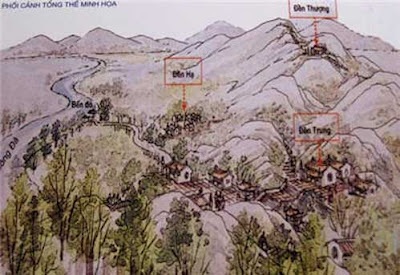 PHỐI CẢNH TỔNG THỂ MINH HỌA
Đền Thượng
Đền Hạ
Bến đò
Đền Trung
Sông Đà